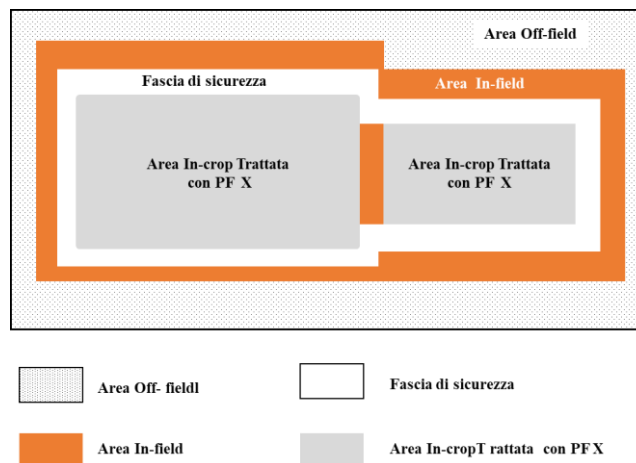 Area Off-field
Fascia di sicurezza
Area In-field
Area In-crop Trattata
con PF X
Area In-crop Trattata
con PF X
Area Off- fieldl
Fascia di sicurezza
Area In-field
Area In-cropT rattata con PF X